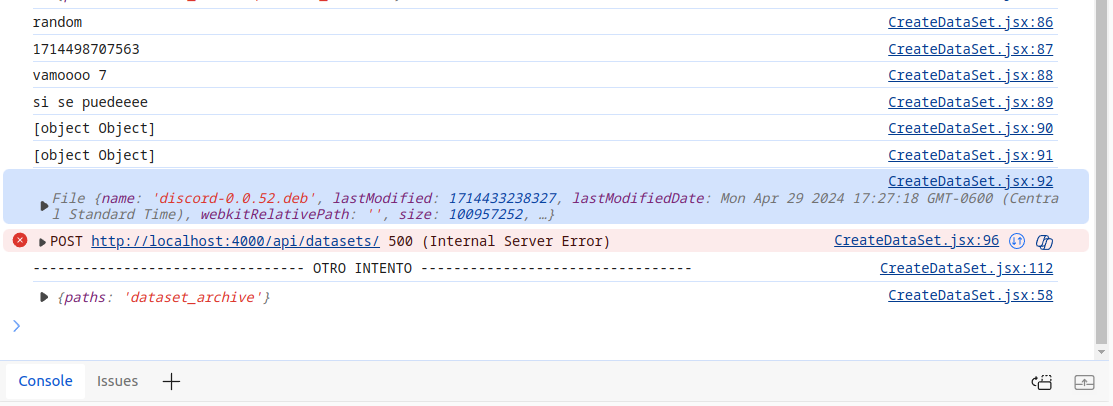 random CreateDataSet.jsx:86
1714498707563 CreateDataSet.jsx:87
vamoooo 7 CreateDataSet.jsx:88
si se puedeeee CreateDataSet.jsx:89
[object Object] CreateDataSet.jsx:90
[object Object] CreateDataSet.jsx:91
CreateDataSet.jsx:92
File {name: 'discord-0.0.52.deb', lastModified: 1714433238327, lastModifiedDate: Mon Apr 29 2024 17:27:18 GMT-0600 (Centra
l Standard Time), webkitRelativePath: '', size: 100957252, …}
POST http://localhost:4000/api/datasets/ 500 (Internal Server Error) CreateDataSet.jsx:96
--------------------------------- OTRO INTENTO --------------------------------- CreateDataSet.jsx:112
{paths: 'dataset_archive'} CreateDataSet.jsx:58
Console Issues